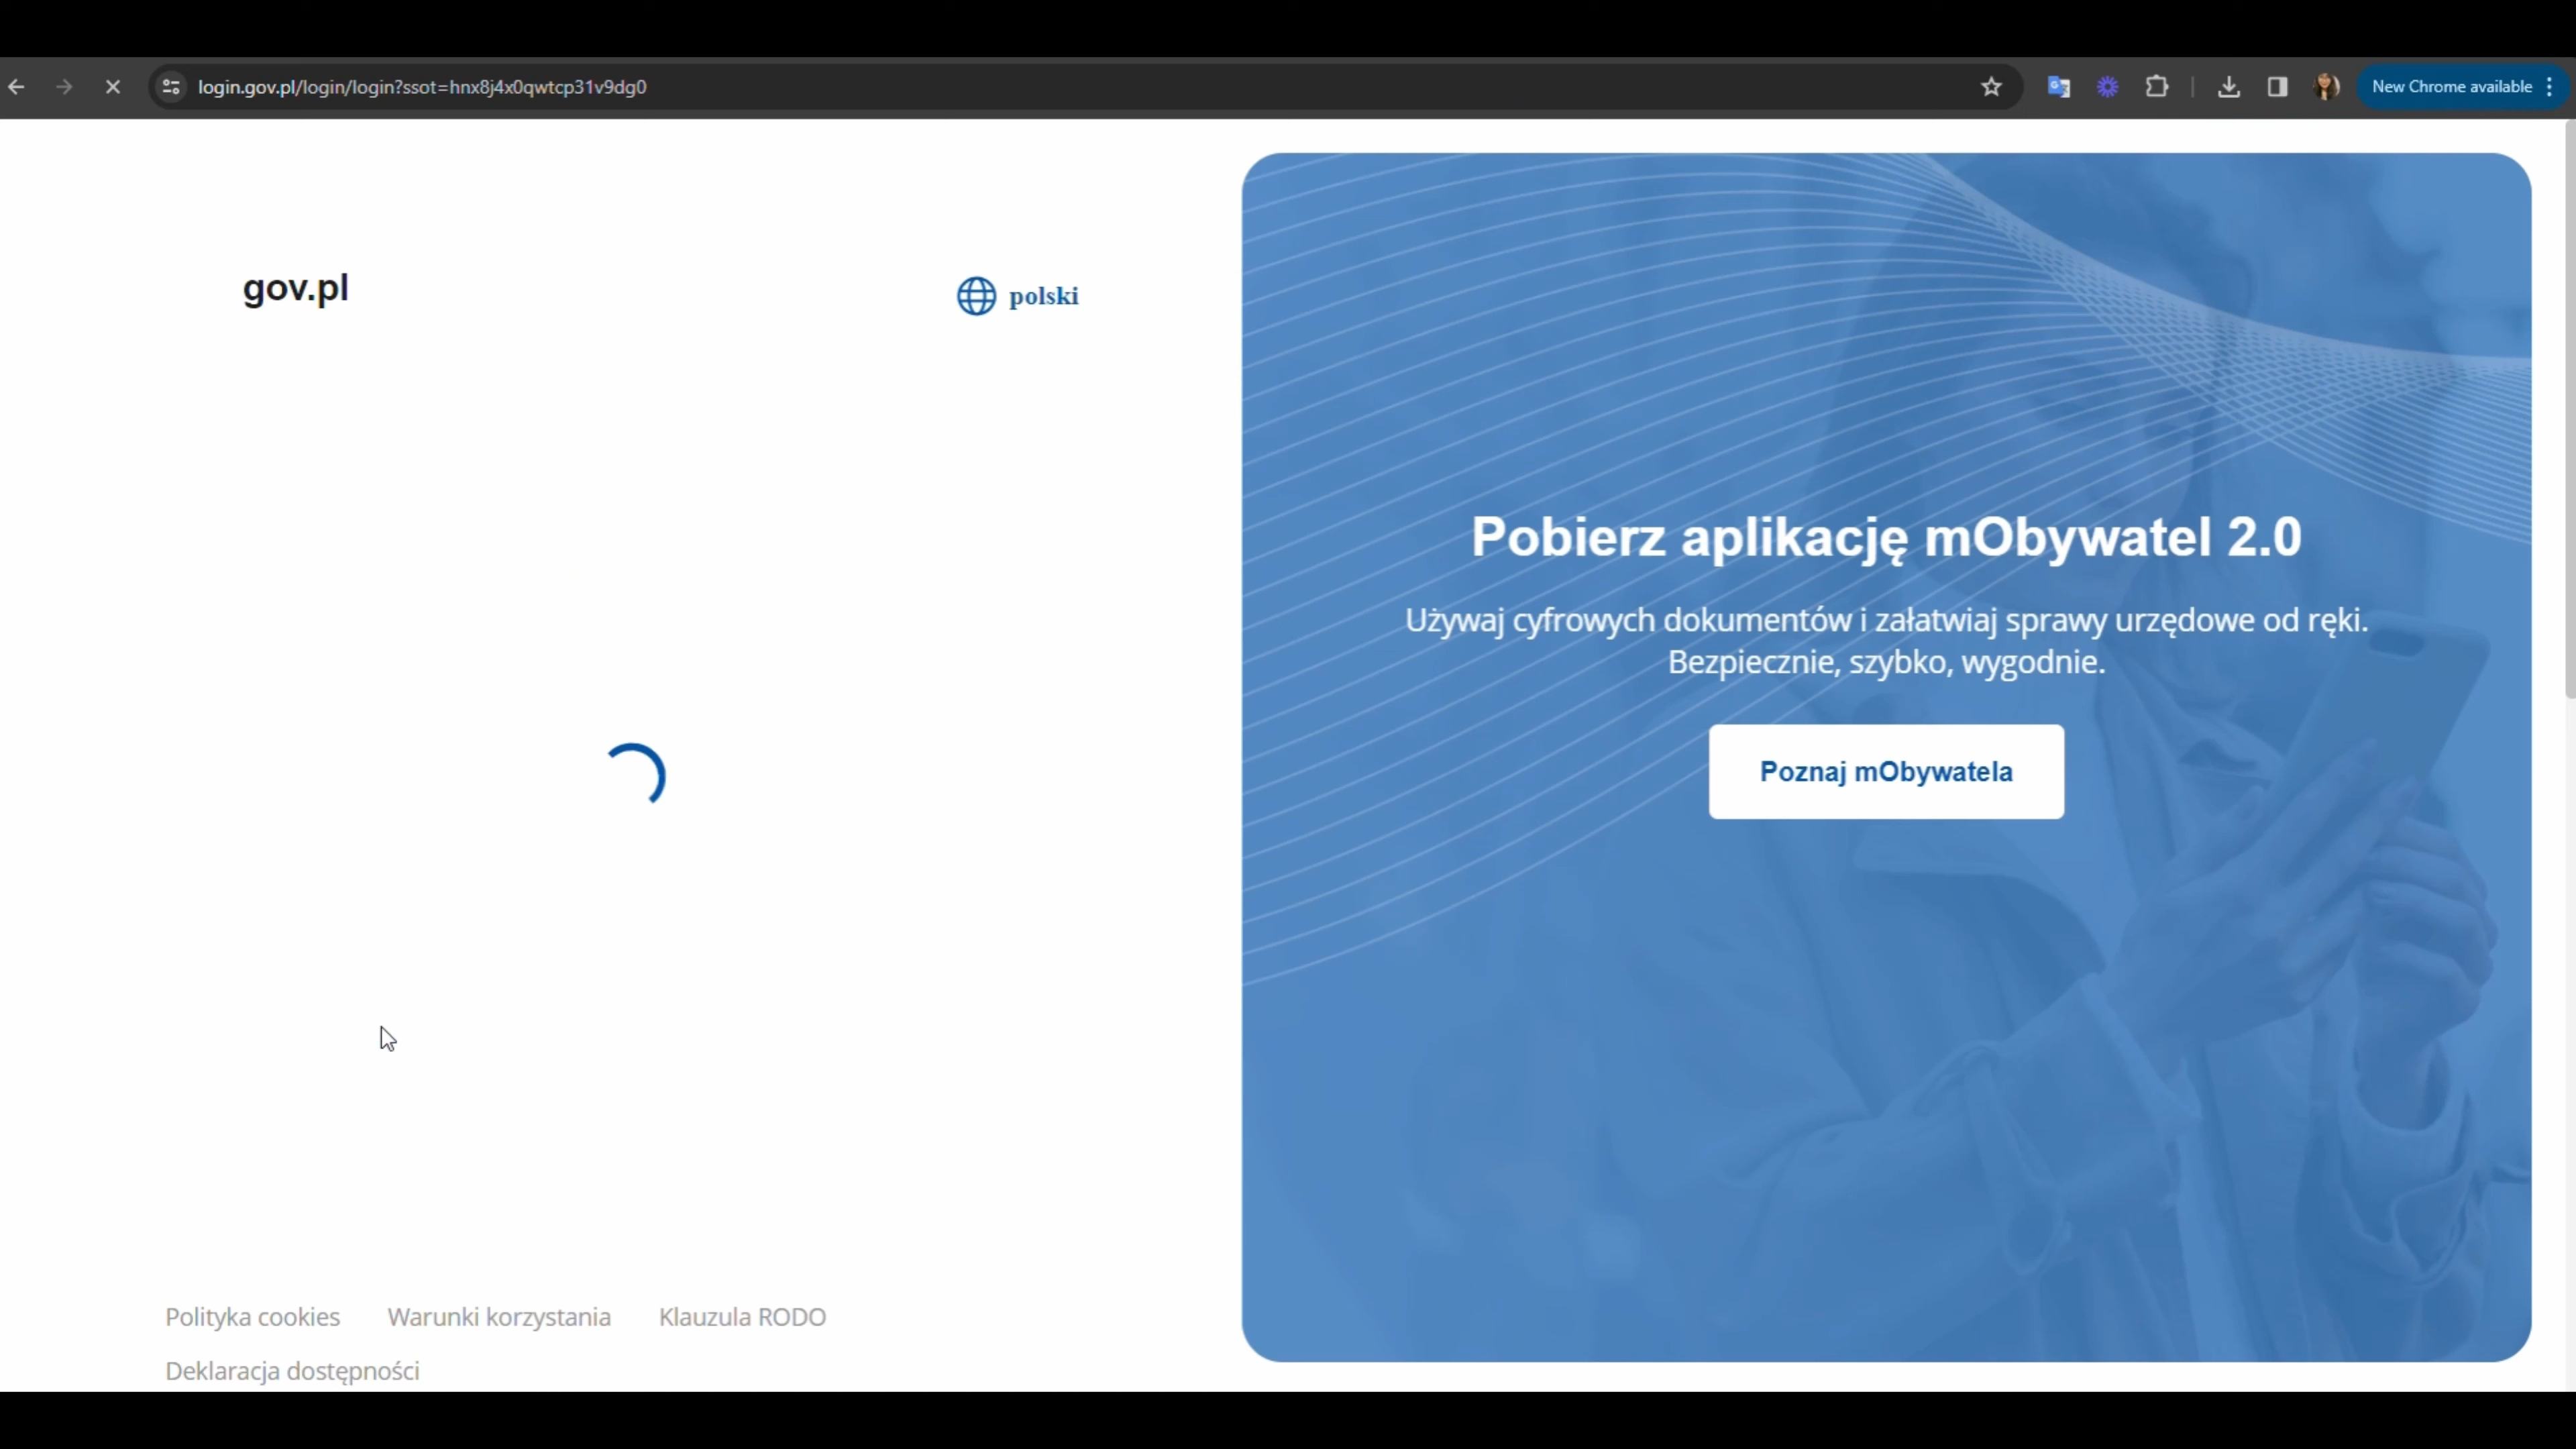 login.gov.pl/login/login?ssot=hnx8j4x0qwtcp31v9dg0
New Chrome available
gov.pl
polski
Pobierz aplikację mObywatel 2.0
Używaj cyfrowych dokumentów i załatwiaj sprawy urzędowe od ręki.
Bezpiecznie, szybko, wygodnie.
Poznaj mObywatela
Polityka cookies
Warunki korzystania
Klauzula RODO
Deklaracja dostępności